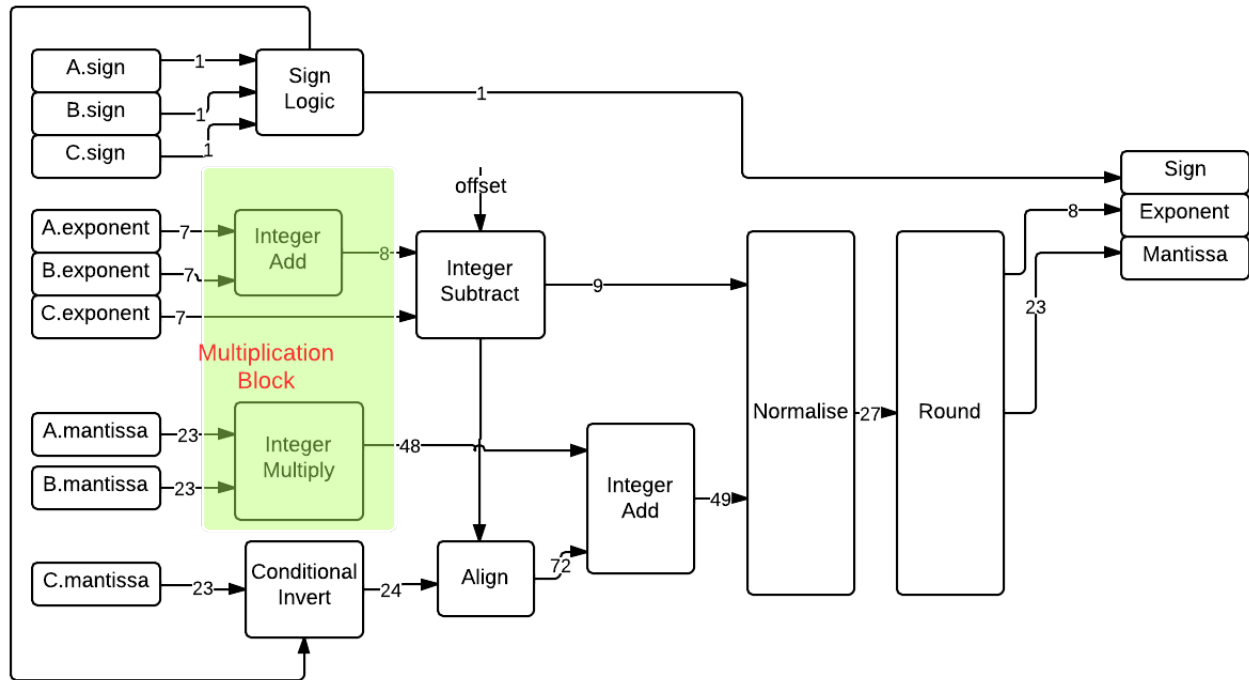 A.sign
1
Sign
Logic
B.sign
1
C.sign
1
1
Sign
Exponent
Mantissa
offset
A.exponent
7
Integer
Add
8
B.exponent
7
C.exponent
7
Integer
Subtract
9
8
23
Multiplication
Block
A.mantissa
23
Integer
Multiply
48
B.mantissa
23
Integer
Add
49
Normalise
27
Round
C.mantissa
23
Conditional
Invert
24
Align
72